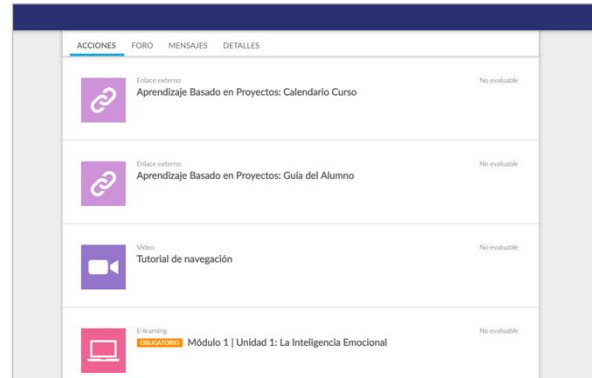 ACCIONES FORO MENSAJES DETALLES
Enlace externo No evaluable
Aprendizaje Basado en Proyectos: Calendario Curso
Enlace externo No evaluable
Aprendizaje Basado en Proyectos: Guía del Alumno
Video No evaluable
Tutorial de navegación
E-learning No evaluable
OBLIGATORIO Módulo 1 | Unidad 1: La Inteligencia Emocional